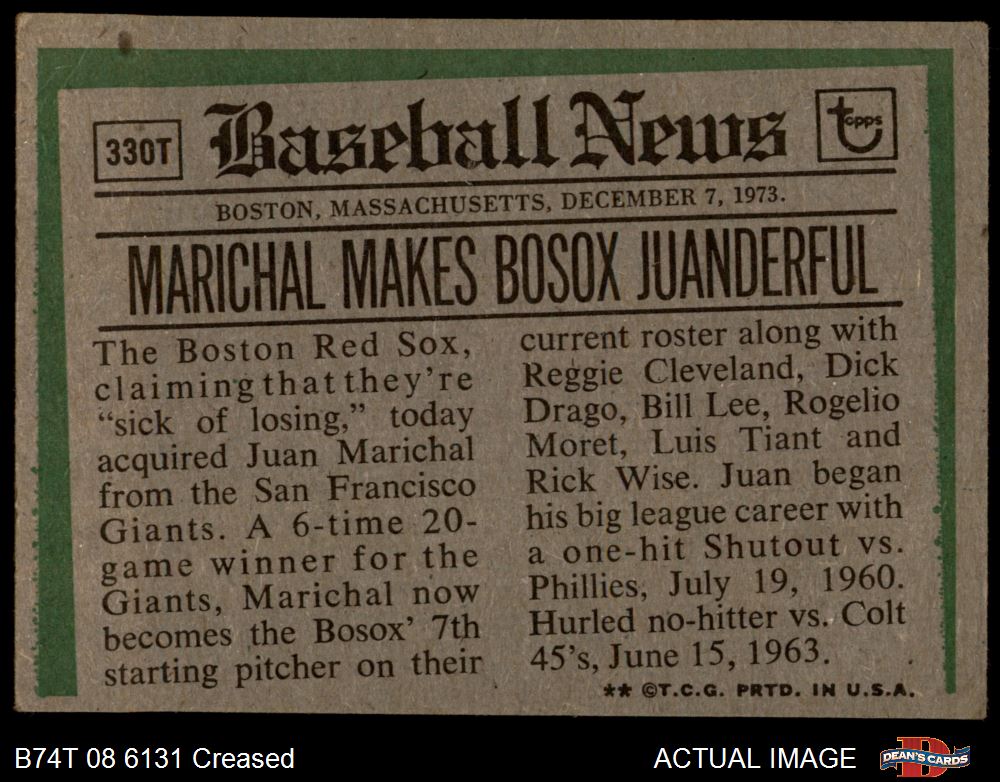 330T
Baseball News
topps
BOSTON, MASSACHUSETTS, DECEMBER 7, 1973.
MARICHAL MAKES BOSOX JUANDERFUL
The Boston Red Sox,
claiming that they're
"sick of losing," today
acquired Juan Marichal
from the San Francisco
Giants. A 6-time 20-
game winner for the
Giants, Marichal now
becomes the Bosox' 7th
starting pitcher on their
current roster along with
Reggie Cleveland, Dick
Drago, Bill Lee, Rogelio
Moret, Luis Tiant and
Rick Wise. Juan began
his big league career with
a one-hit Shutout vs.
Phillies, July 19, 1960.
Hurled no-hitter vs. Colt
45's, June 15, 1963.
** ©T.C.G. PRTD. IN U.S.A.
B74T 08 6131 Creased
ACTUAL IMAGE
DEAN'S CARDS